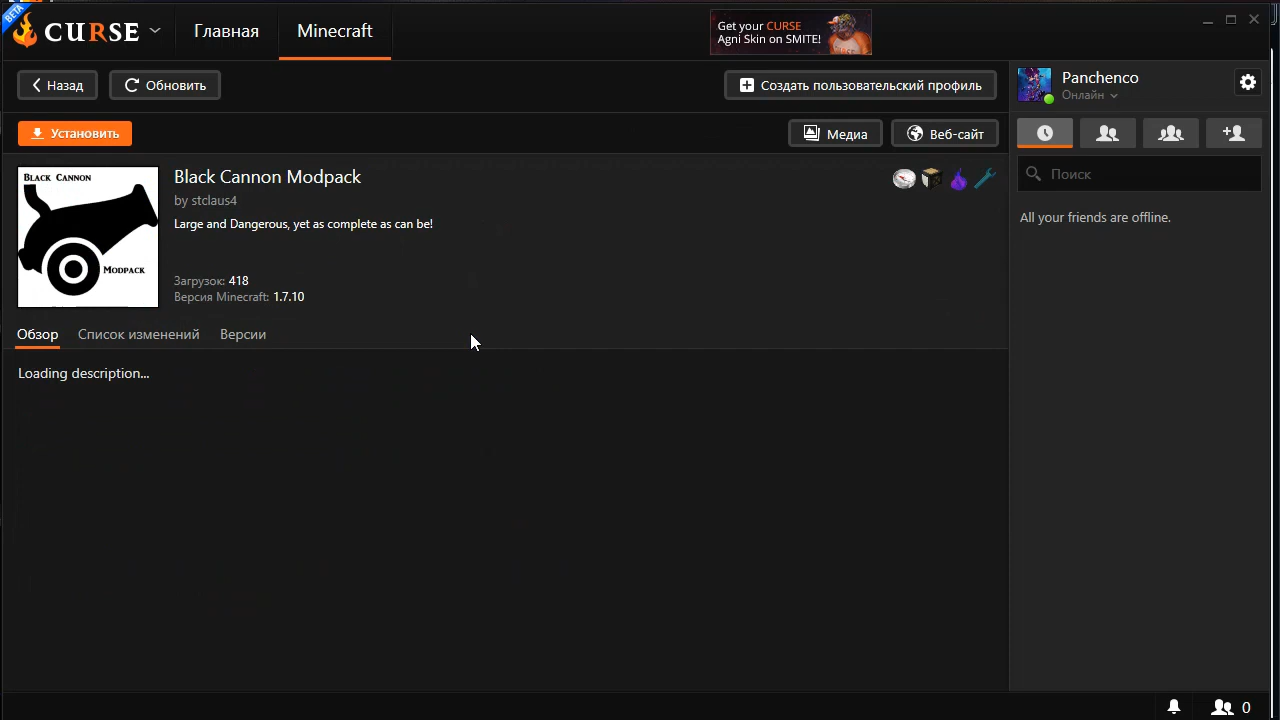 BETA
CURSE
Главная
Minecraft
Get your CURSE
Agni Skin on SMITE!
Назад
Обновить
Создать пользовательский профиль
Panchenco
Онлайн
Установить
Медиа
Веб-сайт
Поиск
BLACK CANNON
MODPACK
Black Cannon Modpack
by stclaus4
Large and Dangerous, yet as complete as can be!
Загрузок: 418
Версия Minecraft: 1.7.10
All your friends are offline.
Обзор
Список изменений
Версии
Loading description...
0